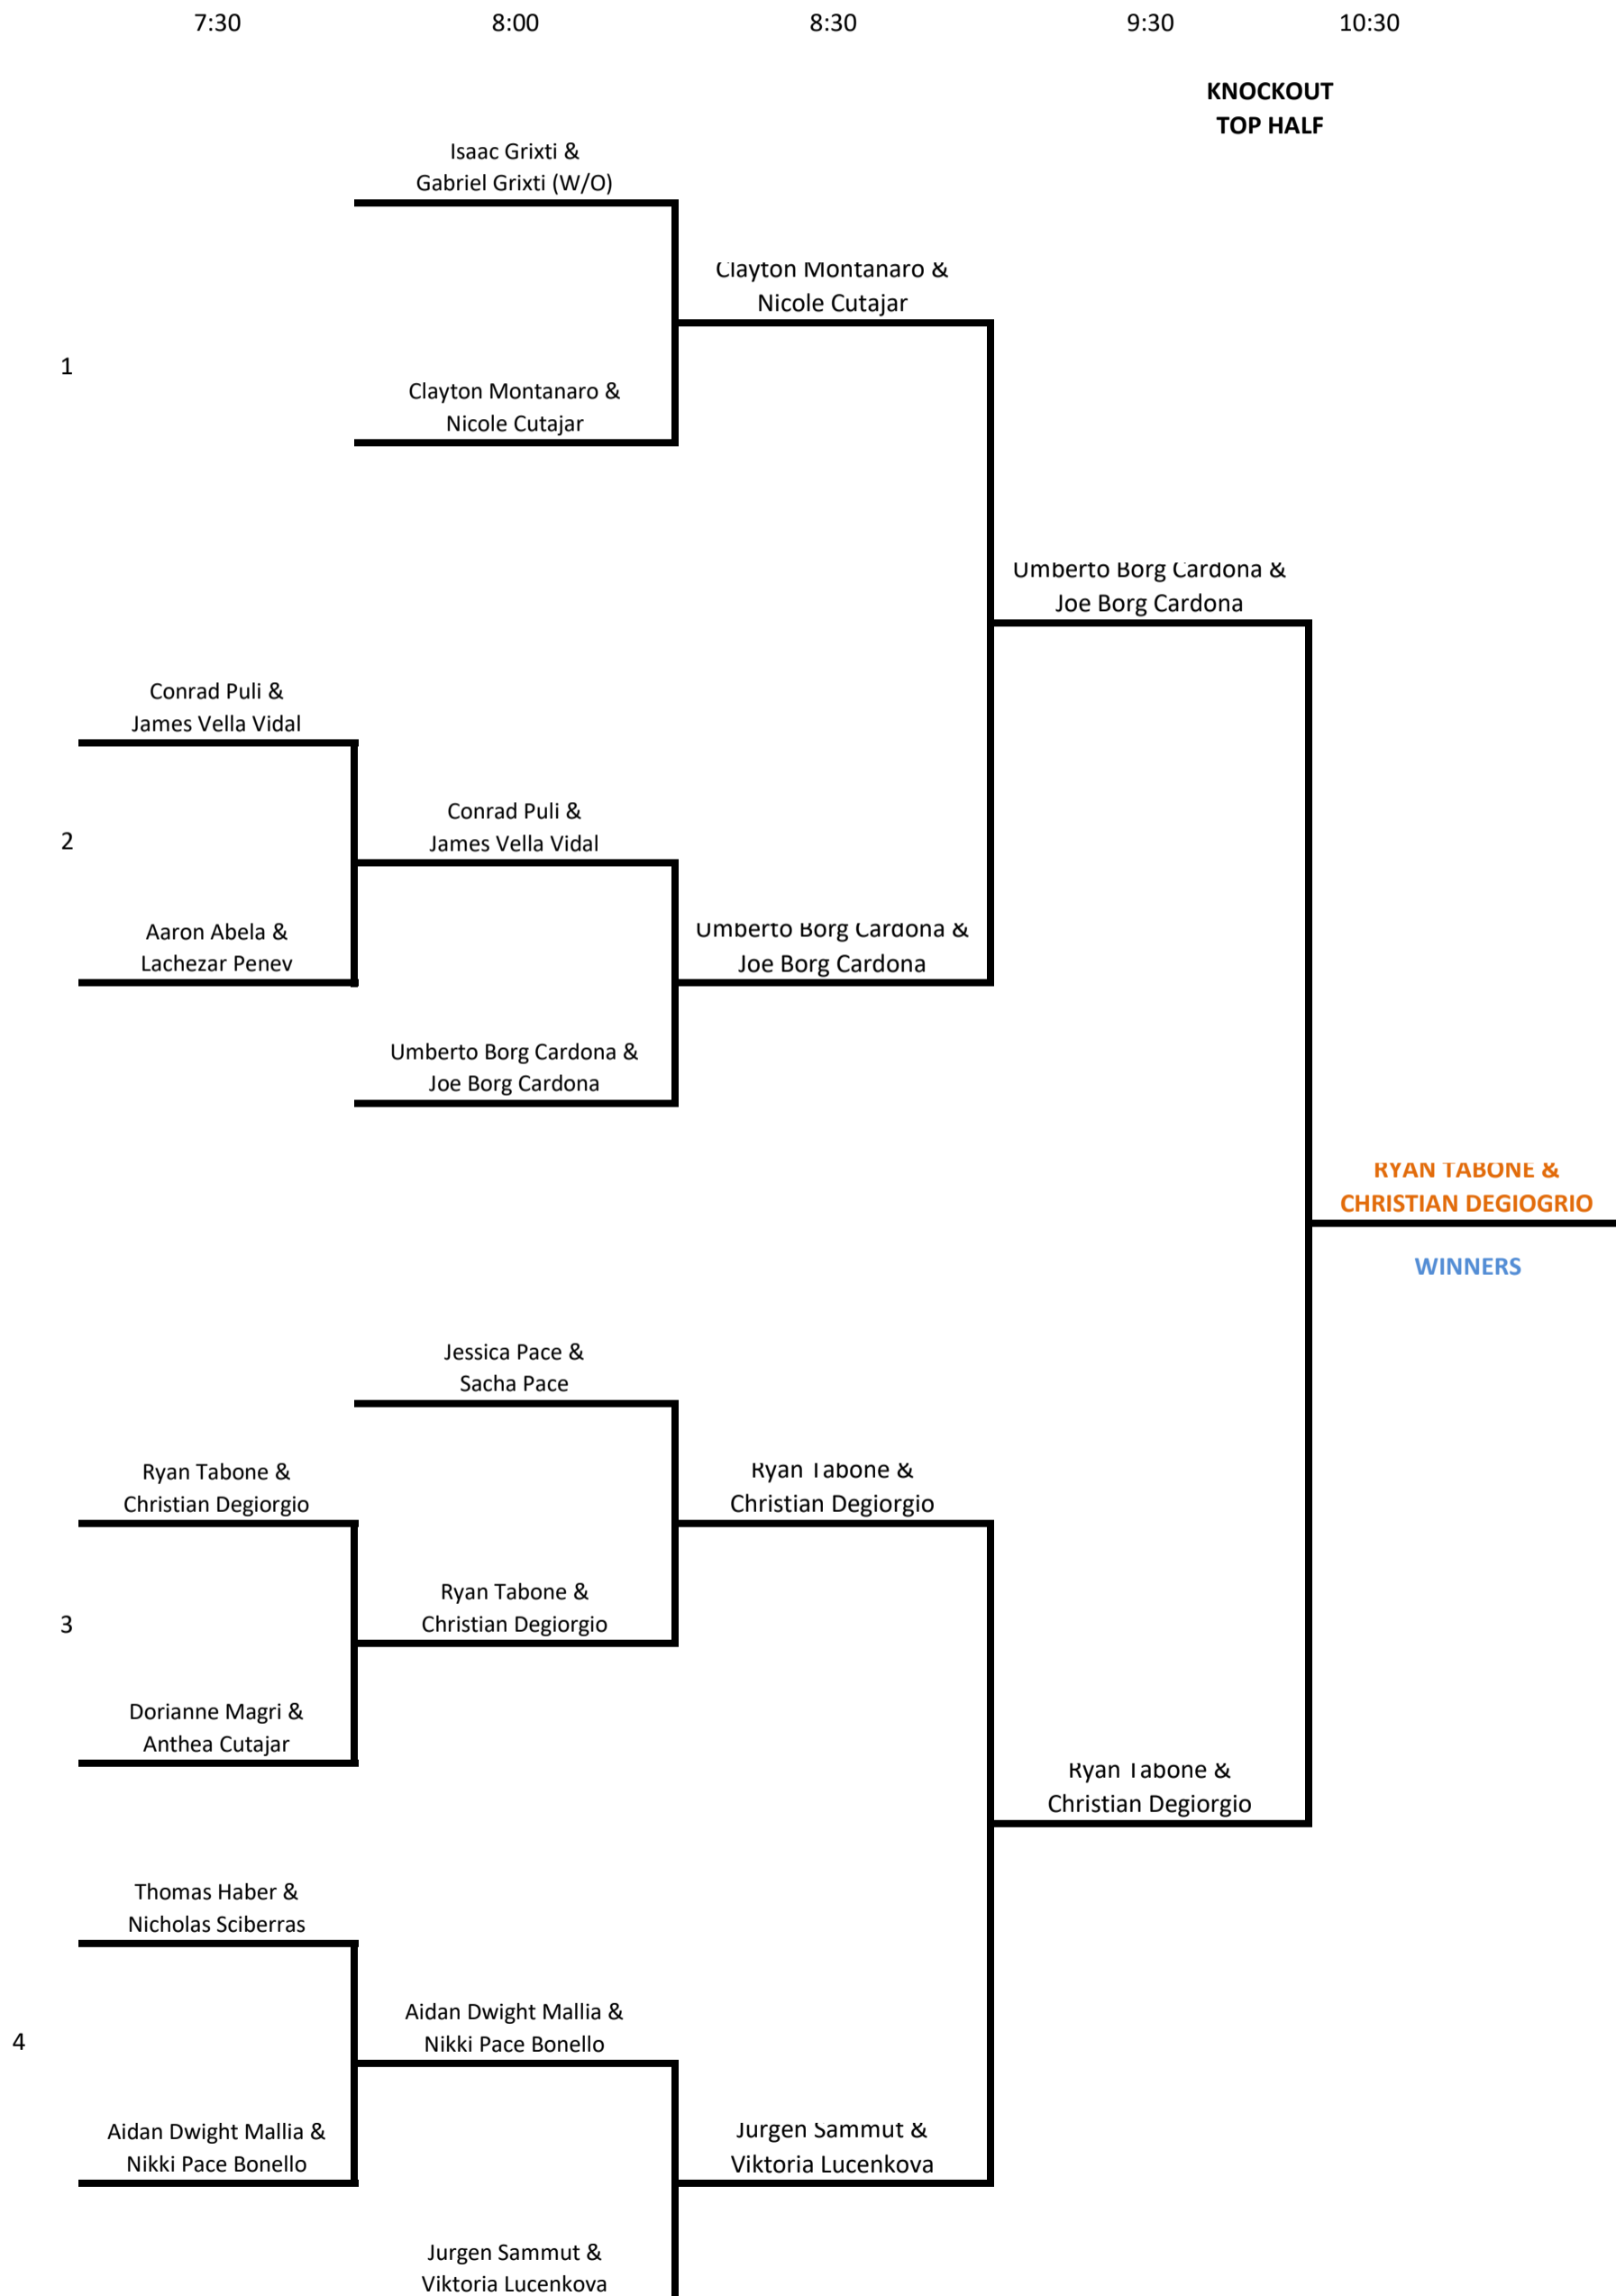 7:30 8:00 8:30 9:30 10:30
KNOCKOUT
TOP HALF
Isaac Grixti &
Gabriel Grixti (W/O)
Clayton Montanaro &
Nicole Cutajar
1
Clayton Montanaro &
Nicole Cutajar
Umberto Borg Cardona &
Joe Borg Cardona
Conrad Puli &
James Vella Vidal
Conrad Puli &
James Vella Vidal
2
Aaron Abela &
Lachezar Penev
Umberto Borg Cardona &
Joe Borg Cardona
Umberto Borg Cardona &
Joe Borg Cardona
RYAN TABONE &
CHRISTIAN DEGIOGRIO
WINNERS
Jessica Pace &
Sacha Pace
Ryan Tabone &
Christian Degiorgio
Ryan Tabone &
Christian Degiorgio
Ryan Tabone &
Christian Degiorgio
3
Dorianne Magri &
Anthea Cutajar
Ryan Tabone &
Christian Degiorgio
Thomas Haber &
Nicholas Sciberras
Aidan Dwight Mallia &
Nikki Pace Bonello
4
Aidan Dwight Mallia &
Nikki Pace Bonello
Jurgen Sammut &
Viktoria Lucenkova
Jurgen Sammut &
Viktoria Lucenkova